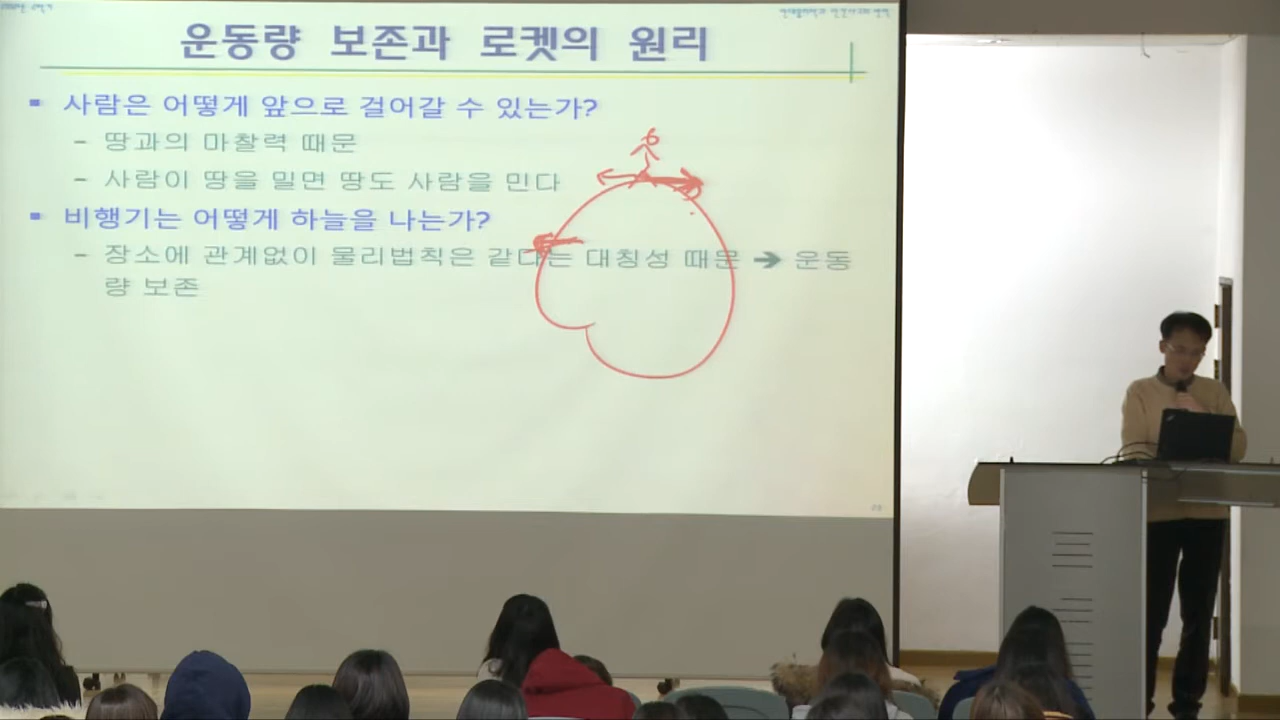 운동량 보존과 로켓의 원리
▪ 사람은 어떻게 앞으로 걸어갈 수 있는가?
– 땅과의 마찰력 때문
– 사람이 땅을 밀면 땅도 사람을 민다
▪ 비행기는 어떻게 하늘을 나는가?
– 장소에 관계없이 물리법칙은 같다는 대칭성 때문 ➔ 운동
량 보존